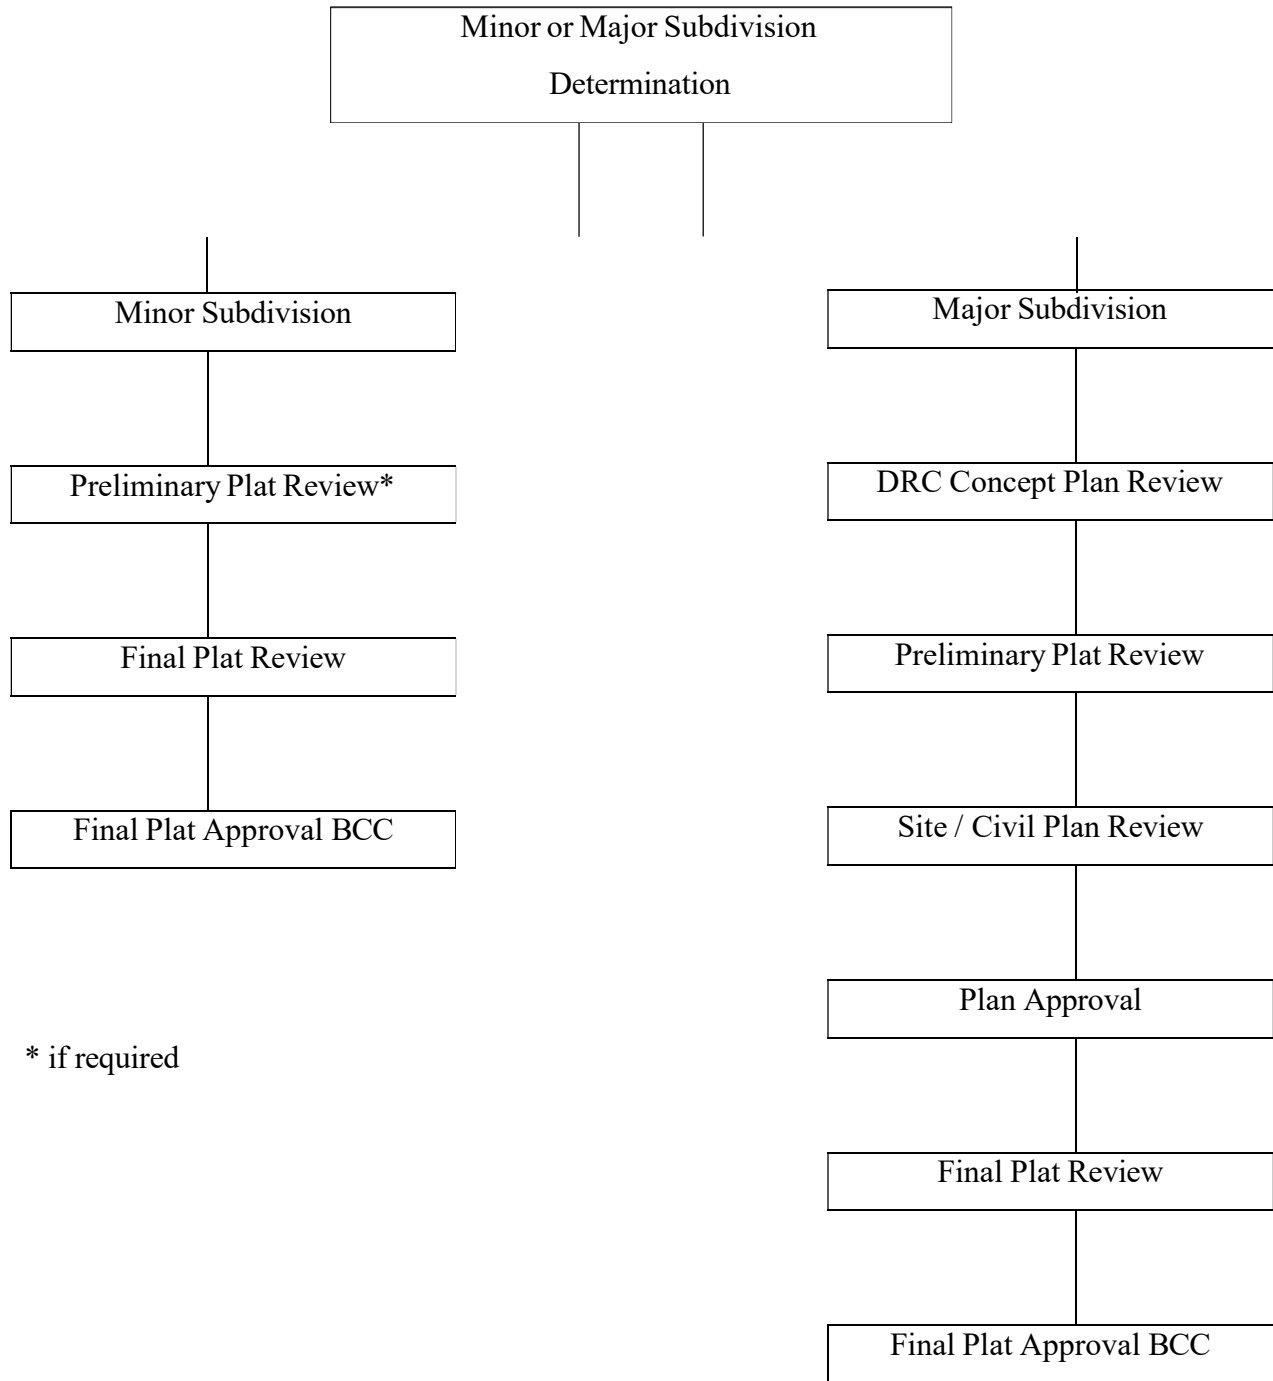 Minor or Major Subdivision
Determination
Minor Subdivision
Preliminary Plat Review*
Final Plat Review
Final Plat Approval BCC
* if required
Major Subdivision
DRC Concept Plan Review
Preliminary Plat Review
Site / Civil Plan Review
Plan Approval
Final Plat Review
Final Plat Approval BCC